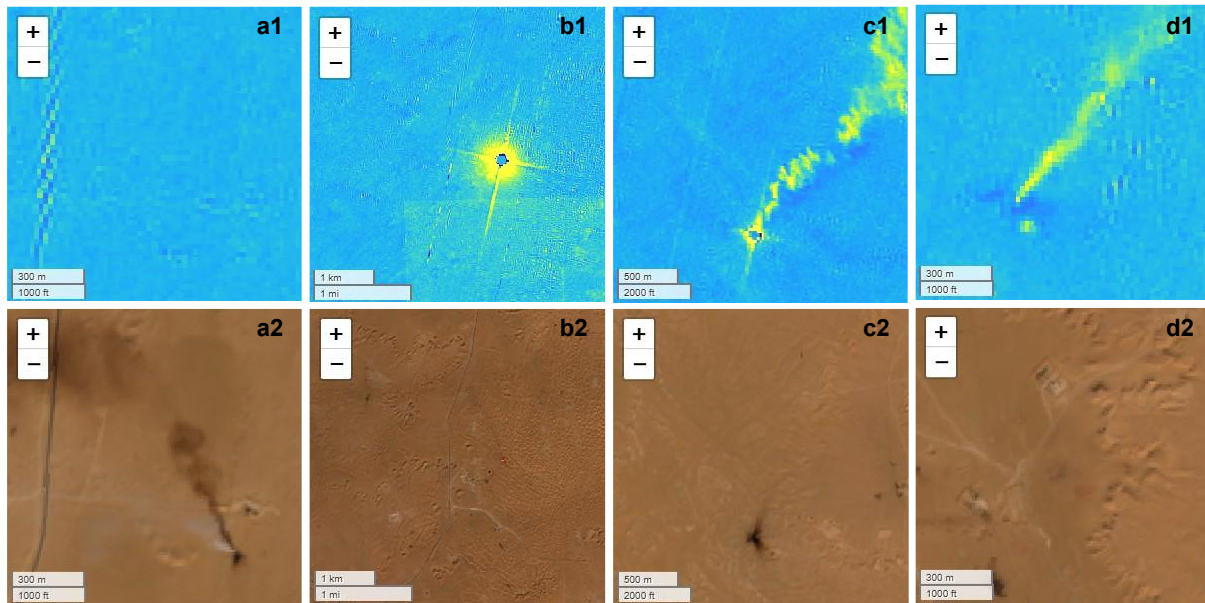 +
−
a1
300 m
1000 ft
+
−
b1
1 km
1 mi
+
−
c1
500 m
2000 ft
+
−
d1
300 m
1000 ft
+
−
a2
300 m
1000 ft
+
−
b2
1 km
1 mi
+
−
c2
500 m
2000 ft
+
−
d2
300 m
1000 ft